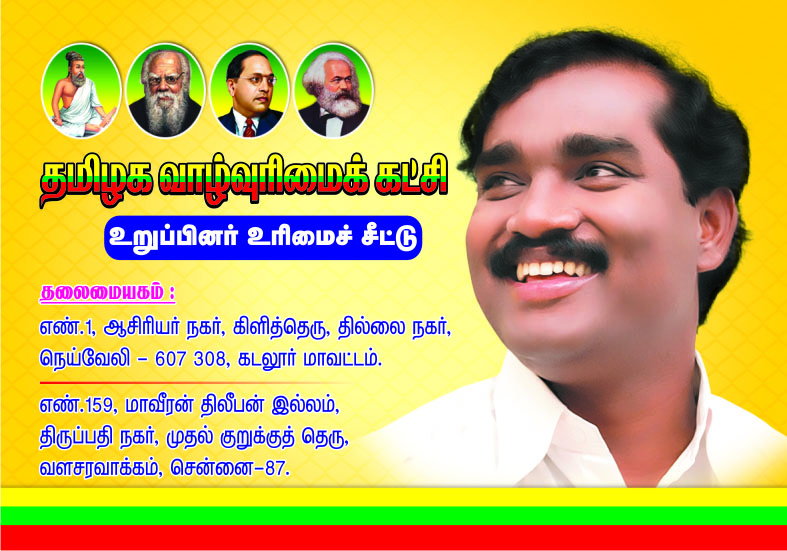 தமிழக வாழ்வுரிமைக் கட்சி
உறுப்பினர் உரிமைச் சீட்டு
தலைமையகம் :
எண்.1, ஆசிரியர் நகர், கிளித்தெரு, தில்லை நகர்,
நெய்வேலி - 607 308, கடலூர் மாவட்டம்.
எண்.159, மாவீரன் திலீபன் இல்லம்,
திருப்பதி நகர், முதல் குறுக்குத் தெரு,
வளசரவாக்கம், சென்னை-87.